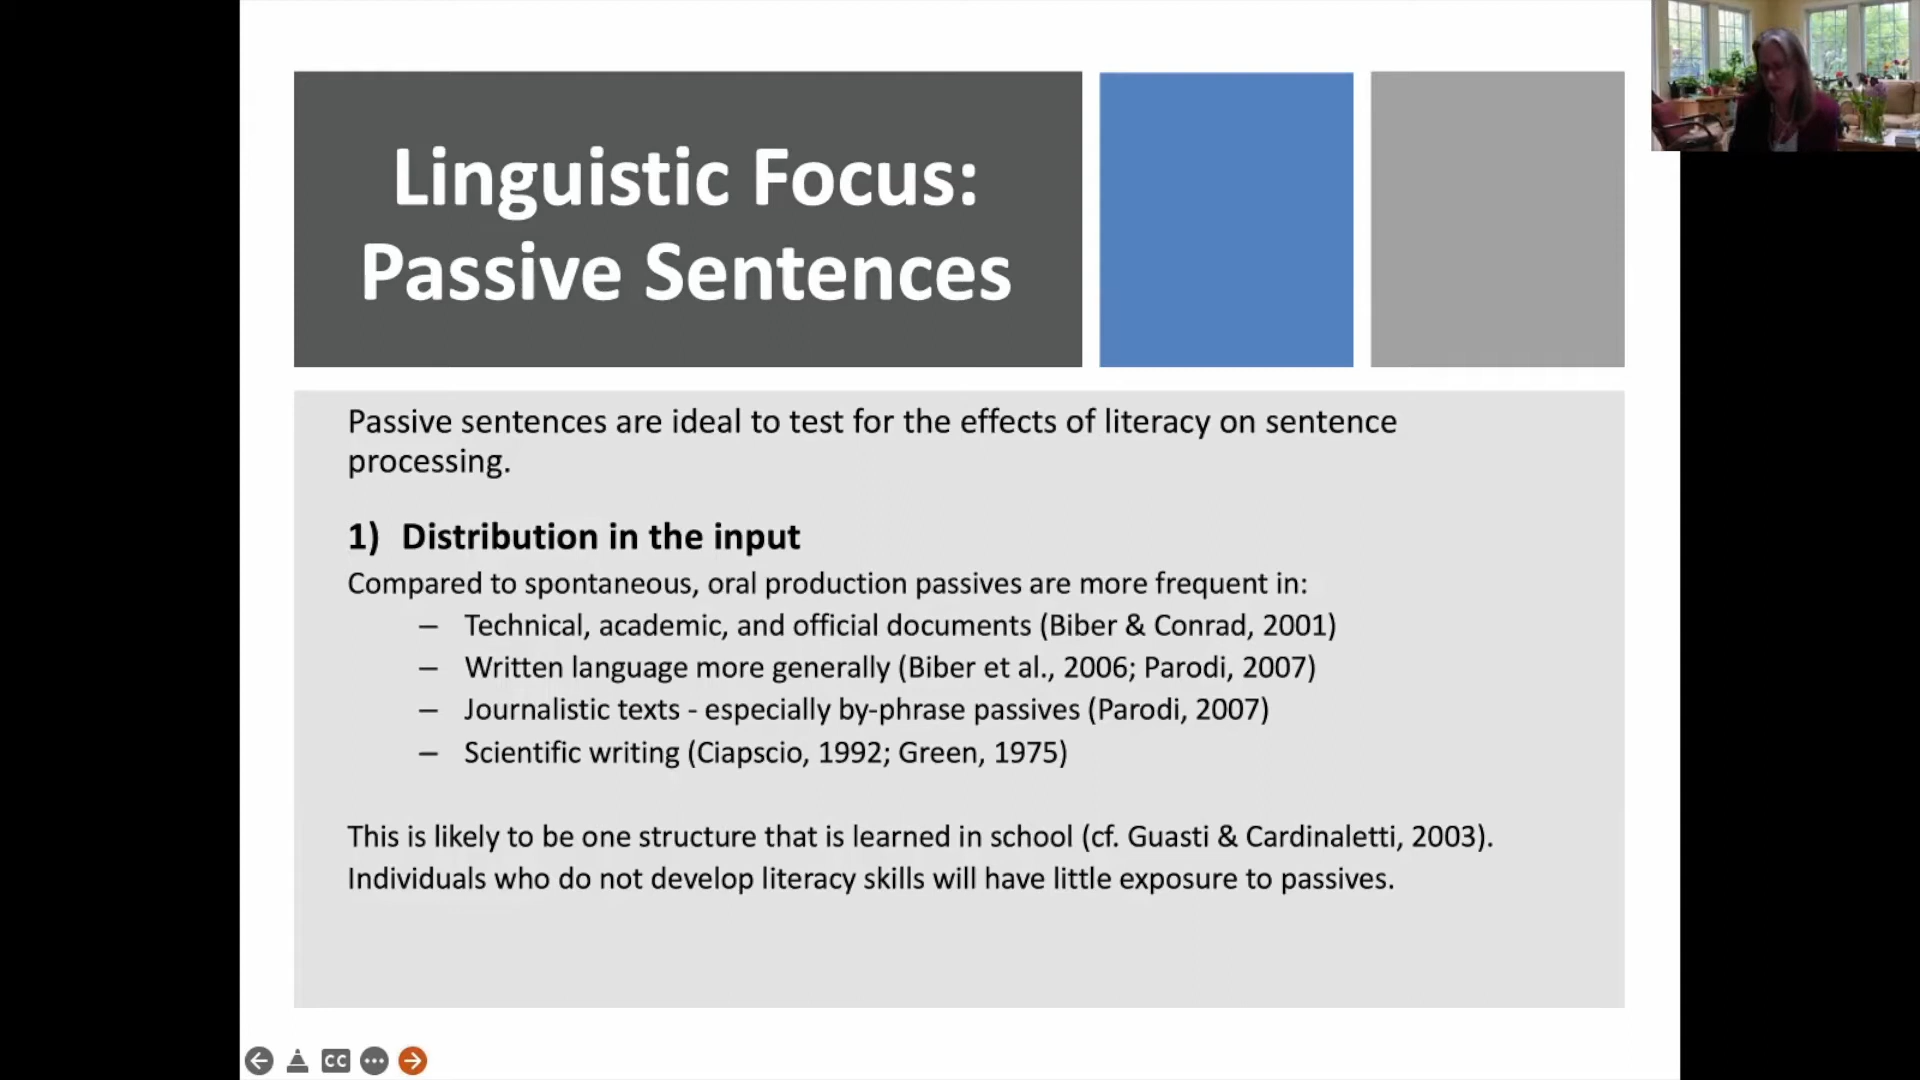 Linguistic Focus:
Passive Sentences
Passive sentences are ideal to test for the effects of literacy on sentence
processing.
1) Distribution in the input
Compared to spontaneous, oral production passives are more frequent in:
– Technical, academic, and official documents (Biber & Conrad, 2001)
– Written language more generally (Biber et al., 2006; Parodi, 2007)
– Journalistic texts - especially by-phrase passives (Parodi, 2007)
– Scientific writing (Ciapscio, 1992; Green, 1975)
This is likely to be one structure that is learned in school (cf. Guasti & Cardinaletti, 2003).
Individuals who do not develop literacy skills will have little exposure to passives.
CC